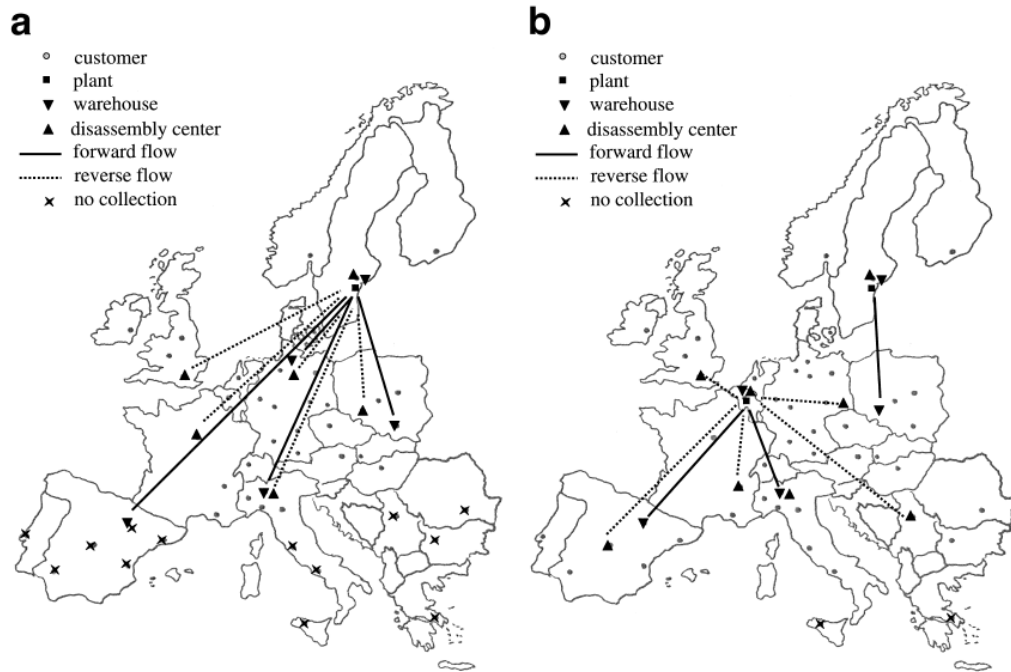 a
customer
plant
warehouse
disassembly center
forward flow
reverse flow
no collection
b
customer
plant
warehouse
disassembly center
forward flow
reverse flow
no collection